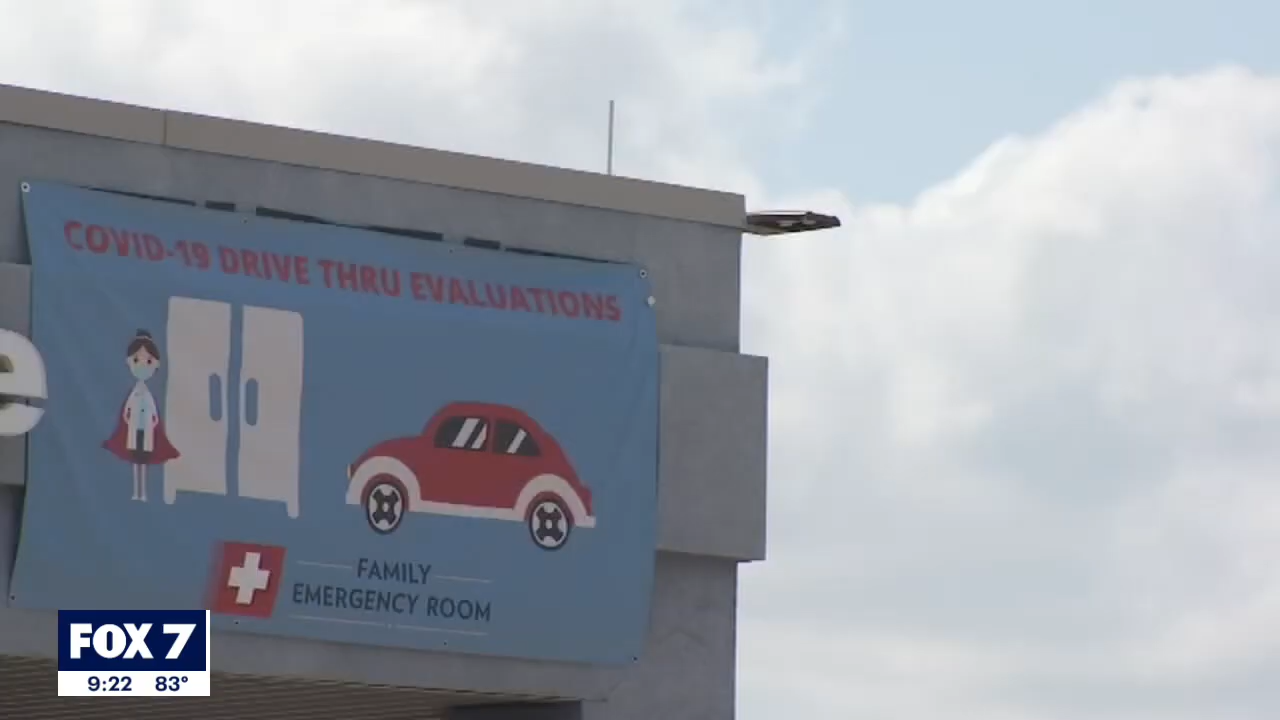 COVID-19 DRIVE THRU EVALUATIONS
e
FAMILY
EMERGENCY ROOM
FOX 7
9:22 83°